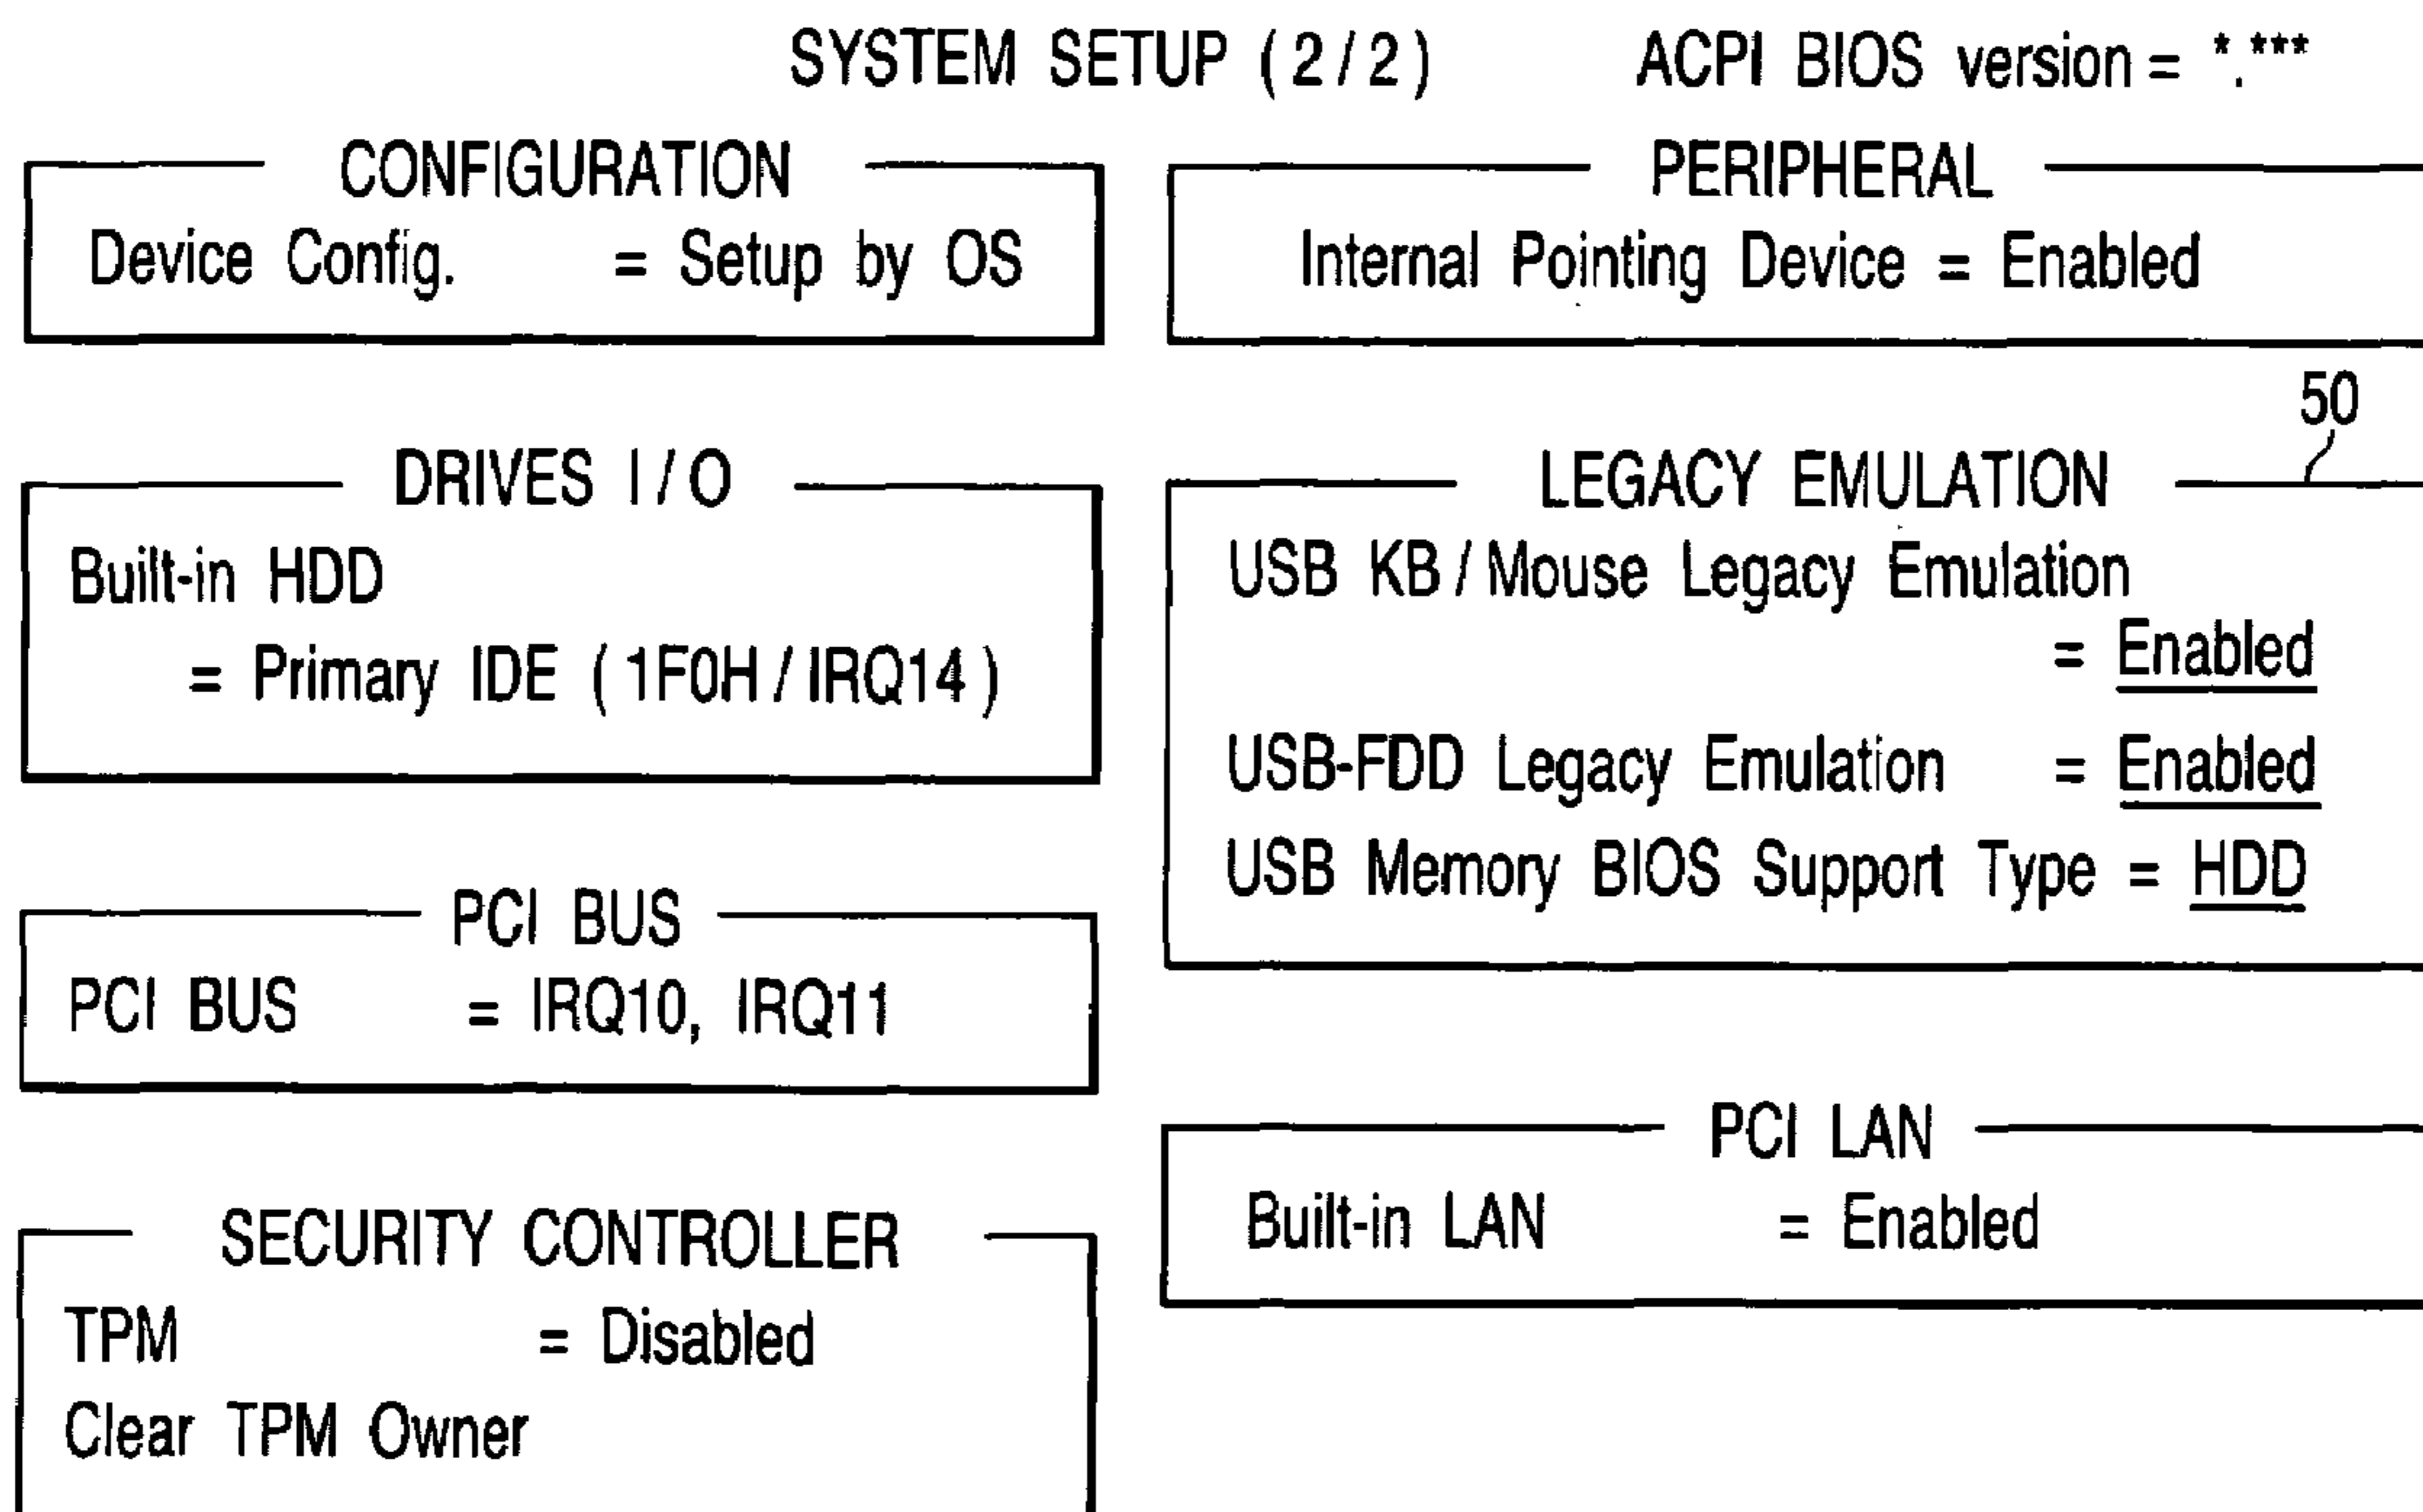 SYSTEM SETUP (2/2)
ACPI BIOS version = *.***
CONFIGURATION
Device Config. = Setup by OS
PERIPHERAL
Internal Pointing Device = Enabled
50
DRIVES I/O
Built-in HDD
= Primary IDE (1F0H/IRQ14)
LEGACY EMULATION
USB KB/Mouse Legacy Emulation
= Enabled
USB-FDD Legacy Emulation = Enabled
USB Memory BIOS Support Type = HDD
PCI BUS
PCI BUS = IRQ10, IRQ11
PCI LAN
Built-in LAN = Enabled
SECURITY CONTROLLER
TPM = Disabled
Clear TPM Owner